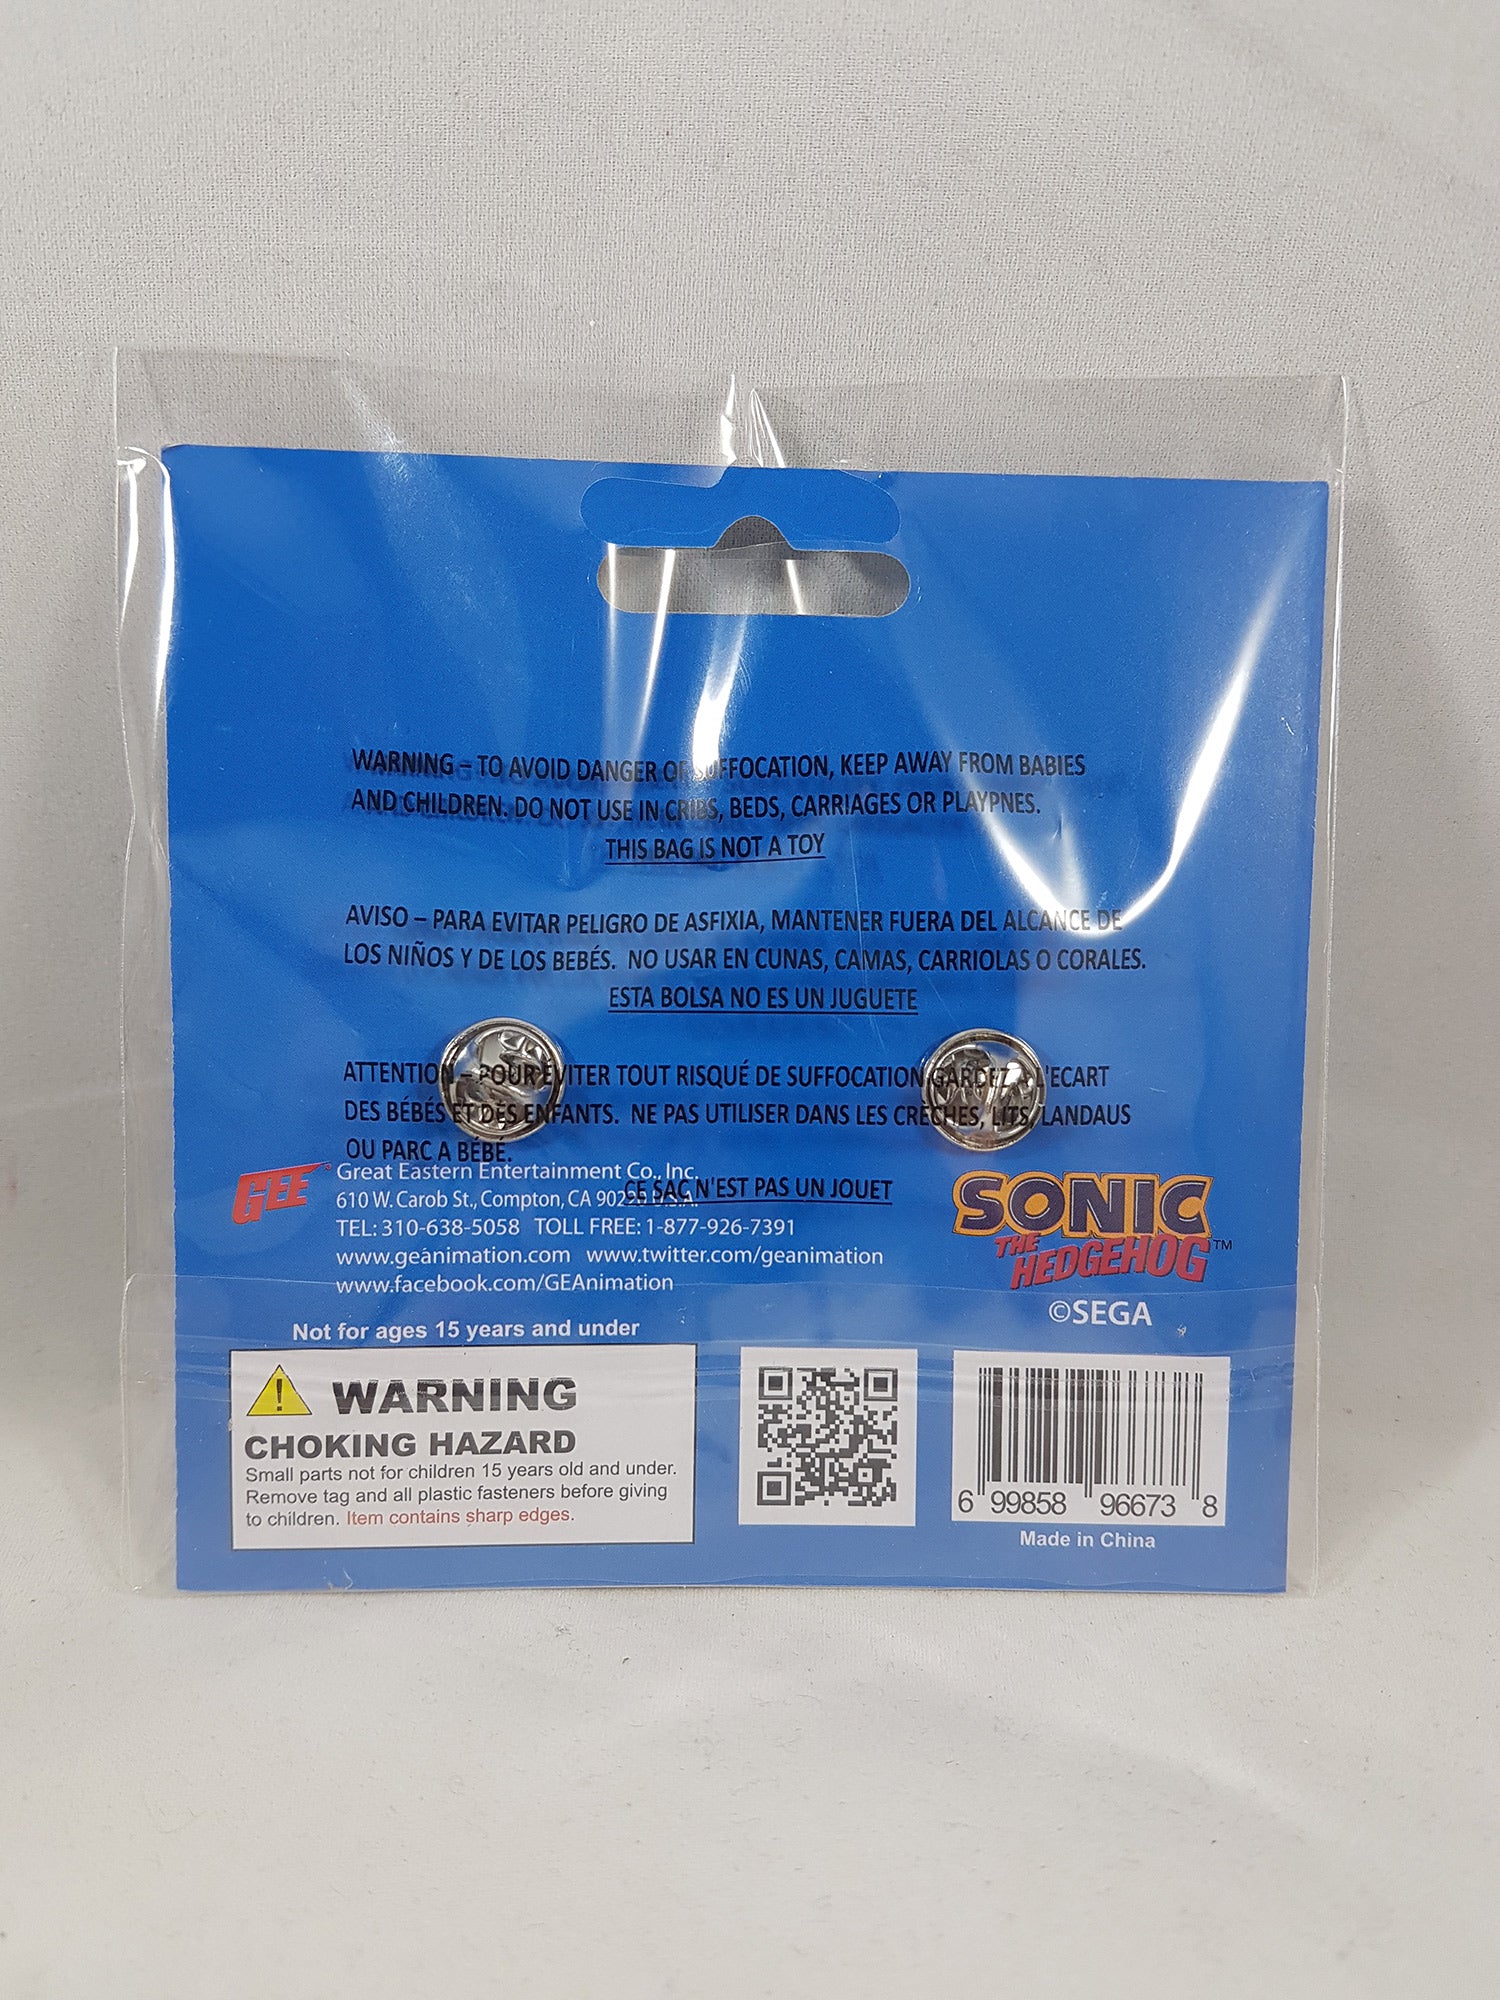 WARNING – TO AVOID DANGER OF SUFFOCATION, KEEP AWAY FROM BABIES
AND CHILDREN. DO NOT USE IN CRIBS, BEDS, CARRIAGES OR PLAYPNES.
THIS BAG IS NOT A TOY
AVISO – PARA EVITAR PELIGRO DE ASFIXIA, MANTENER FUERA DEL ALCANCE DE
LOS NIÑOS Y DE LOS BEBÉS. NO USAR EN CUNAS, CAMAS, CARRIOLAS O CORALES.
ESTA BOLSA NO ES UN JUGUETE
ATTENTION – POUR EVITER TOUT RISQUÉ DE SUFFOCATION GARDEZ A L'ECART
DES BÉBÉS ET DES ENFANTS. NE PAS UTILISER DANS LES CRÈCHES, LITS, LANDAUS
OU PARC A BÉBÉ.
CE SAC N'EST PAS UN JOUET
GEE
Great Eastern Entertainment Co., Inc.
610 W. Carob St., Compton, CA 90220 U.S.A.
TEL: 310-638-5058 TOLL FREE: 1-877-926-7391
www.geanimation.com www.twitter.com/geanimation
www.facebook.com/GEAnimation
SONIC
THE
HEDGEHOG™
©SEGA
Not for ages 15 years and under
! WARNING
CHOKING HAZARD
Small parts not for children 15 years old and under.
Remove tag and all plastic fasteners before giving
to children. Item contains sharp edges.
6 99858 96673 8
Made in China